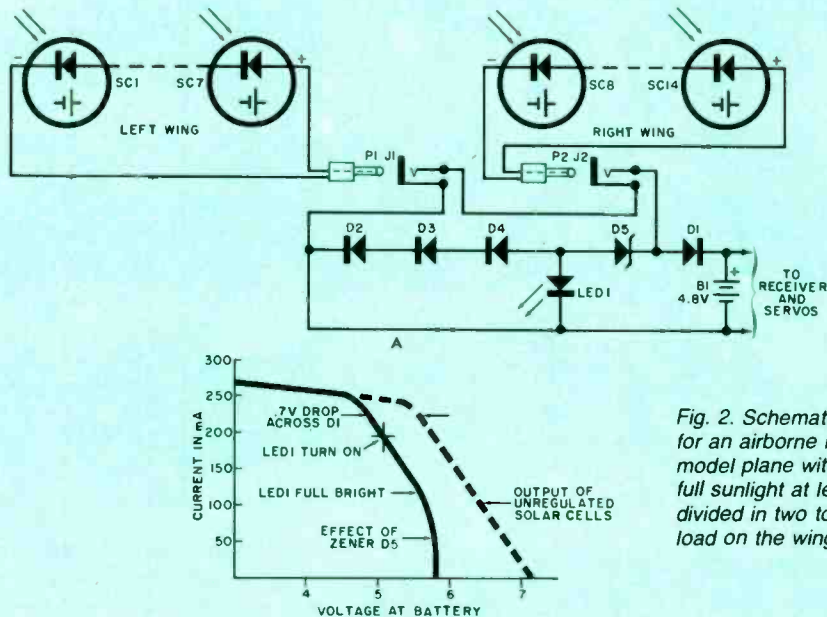 SC1
SC7
LEFT WING
SC8
SC14
RIGHT WING
P1 J1
P2 J2
D2
D3
D4
D5
D1
LED1
B1
4.8V
TO
RECEIVER
AND
SERVOS
A
300
250
200
150
100
50
CURRENT IN mA
.7V DROP
ACROSS D1
LED1 TURN ON
LED1 FULL BRIGHT
EFFECT OF
ZENER D5
OUTPUT OF
UNREGULATED
SOLAR CELLS
4 5 6 7
VOLTAGE AT BATTERY
Fig. 2. Schemat
for an airborne
model plane with
full sunlight at le
divided in two to
load on the wing